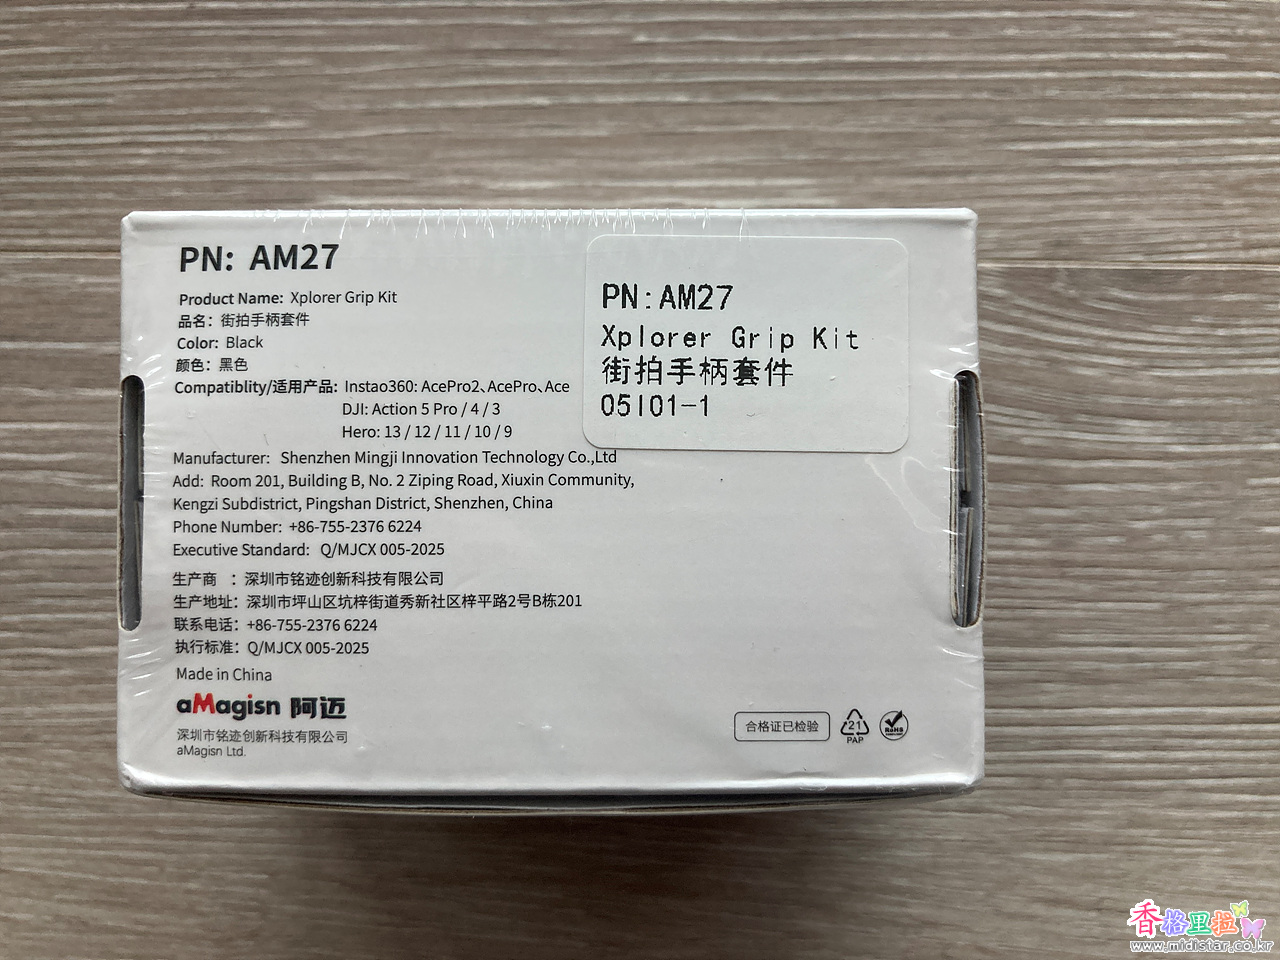 PN: AM27
Product Name: Xplorer Grip Kit
品名: 街拍手柄套件
Color: Black
颜色: 黑色
Compatiblity/适用产品: Instao360: AcePro2、AcePro、Ace
DJI: Action 5 Pro / 4 / 3
Hero: 13 / 12 / 11 / 10 / 9
Manufacturer: Shenzhen Mingji Innovation Technology Co.,Ltd
Add: Room 201, Building B, No. 2 Ziping Road, Xiuxin Community,
Kengzi Subdistrict, Pingshan District, Shenzhen, China
Phone Number: +86-755-2376 6224
Executive Standard: Q/MJCX 005-2025
生产商 : 深圳市铭迹创新科技有限公司
生产地址: 深圳市坪山区坑梓街道秀新社区梓平路2号B栋201
联系电话: +86-755-2376 6224
执行标准: Q/MJCX 005-2025
Made in China
aMagisn 阿迈
深圳市铭迹创新科技有限公司
aMagisn Ltd.
PN:AM27
Xplorer Grip Kit
街拍手柄套件
05I01-1
合格证已检验
21
PAP
RoHS
香格里拉
www.midistar.co.kr